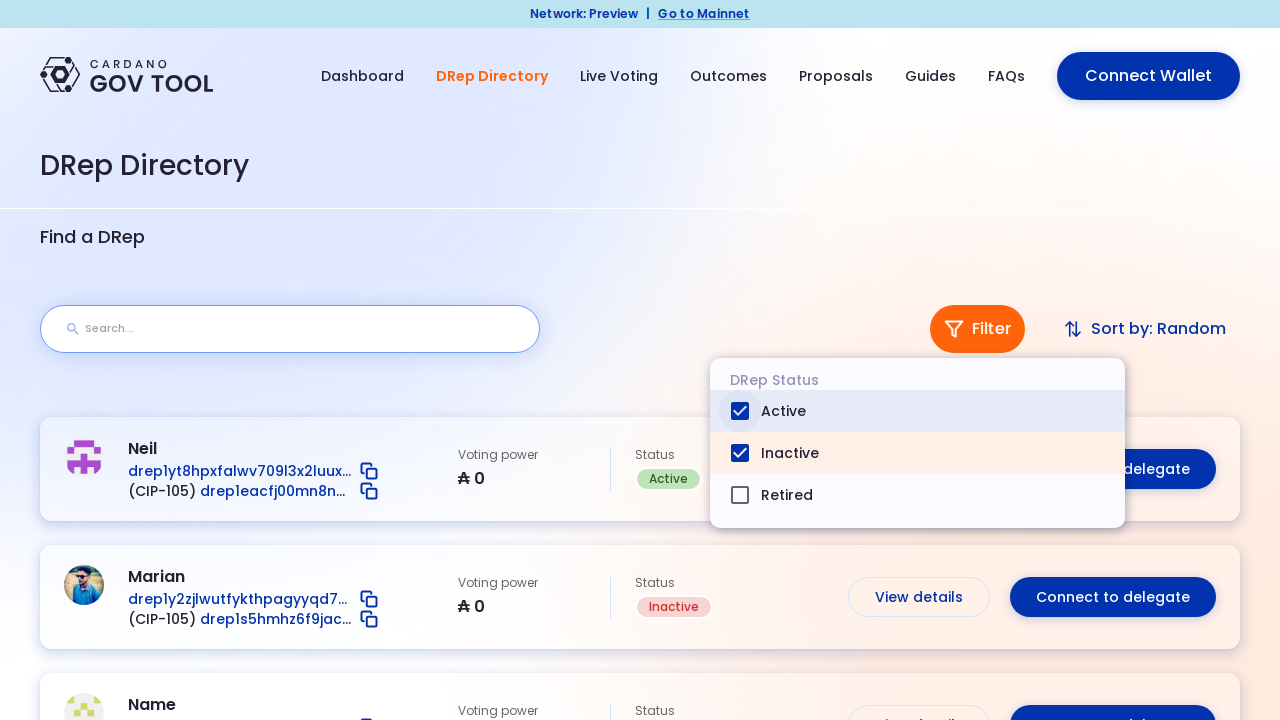 Network: Preview | Go to Mainnet
CARDANO
GOV TOOL
Dashboard
DRep Directory
Live Voting
Outcomes
Proposals
Guides
FAQs
Connect Wallet
DRep Directory
Find a DRep
Search...
Filter
Sort by: Random
DRep Status
Active
Inactive
Retired
Neil
drep1yt8hpxfalwv709l3x2luux...
(CIP-105) drep1eacfj00mn8n...
Voting power
₳ 0
Status
Active
delegate
Marian
drep1y2zjlwutfykthpagyyqd7...
(CIP-105) drep1s5hmhz6f9jac...
Voting power
₳ 0
Status
Inactive
View details
Connect to delegate
Name
Voting power
Status